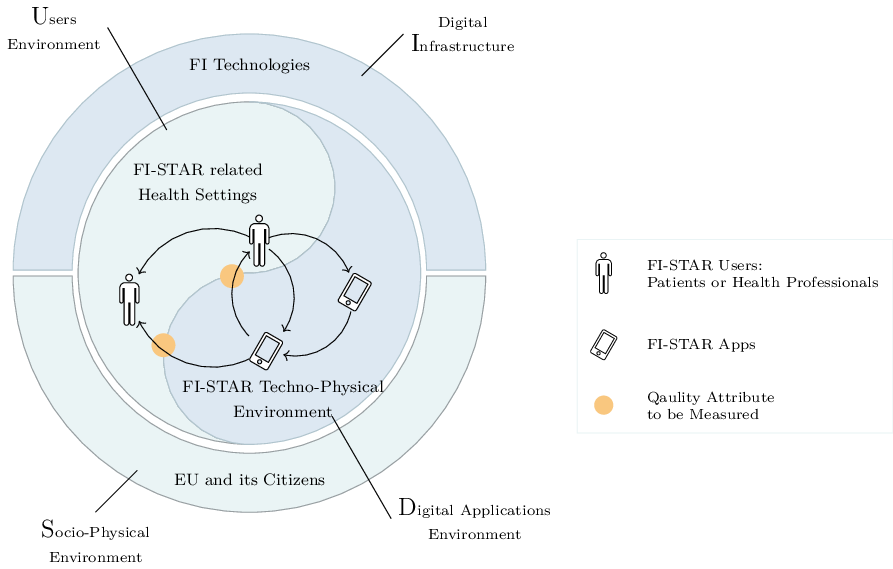 Users
Environment
Digital
Infrastructure
FI Technologies
FI-STAR related
Health Settings
FI-STAR Techno-Physical
Environment
EU and its Citizens
Socio-Physical
Environment
Digital Applications
Environment
FI-STAR Users:
Patients or Health Professionals
FI-STAR Apps
Qaulity Attribute
to be Measured